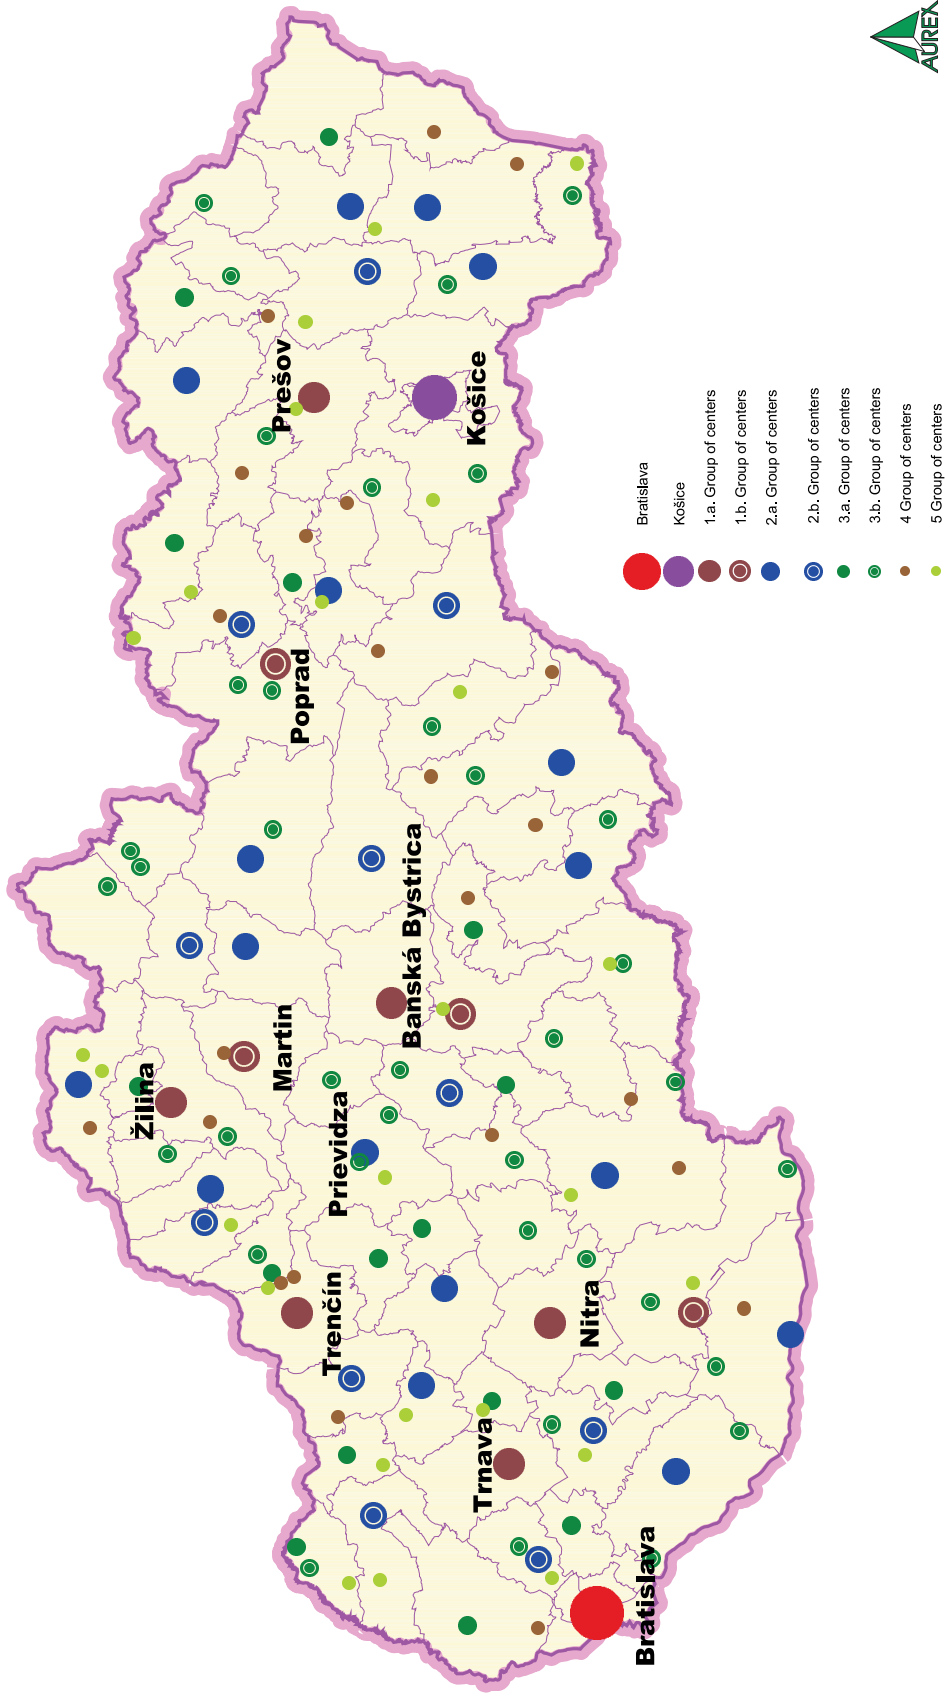 Prešov
Košice
Poprad
Banská Bystrica
Žilina
Martin
Prievidza
Trenčín
Nitra
Trnava
Bratislava
Bratislava
Košice
1.a. Group of centers
1.b. Group of centers
2.a. Group of centers
2.b. Group of centers
3.a. Group of centers
3.b. Group of centers
4 Group of centers
5 Group of centers
AUREX